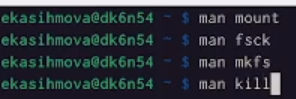 ekasihmova@dk6n54 ~ $ man mount
ekasihmova@dk6n54 ~ $ man fsck
ekasihmova@dk6n54 ~ $ man mkfs
ekasihmova@dk6n54 ~ $ man kill